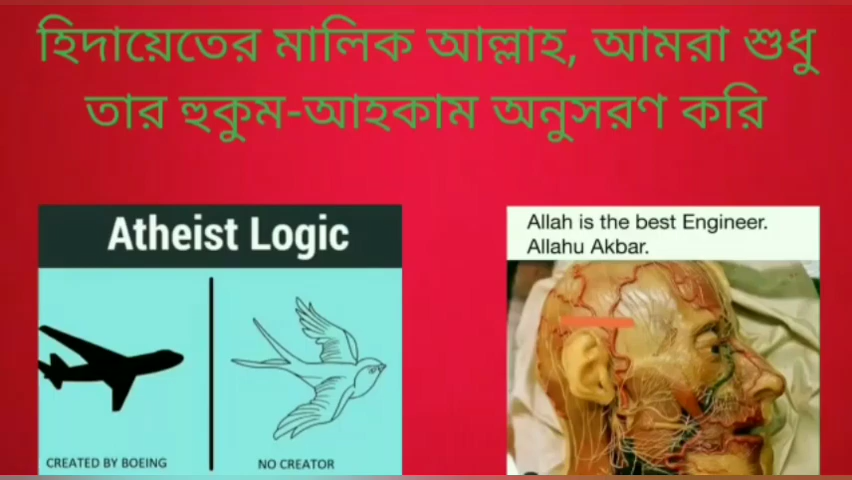 হিদায়েতের মালিক আল্লাহ, আমরা শুধু
তার হুকুম-আহকাম অনুসরণ করি
Atheist Logic
CREATED BY BOEING
NO CREATOR
Allah is the best Engineer.
Allahu Akbar.